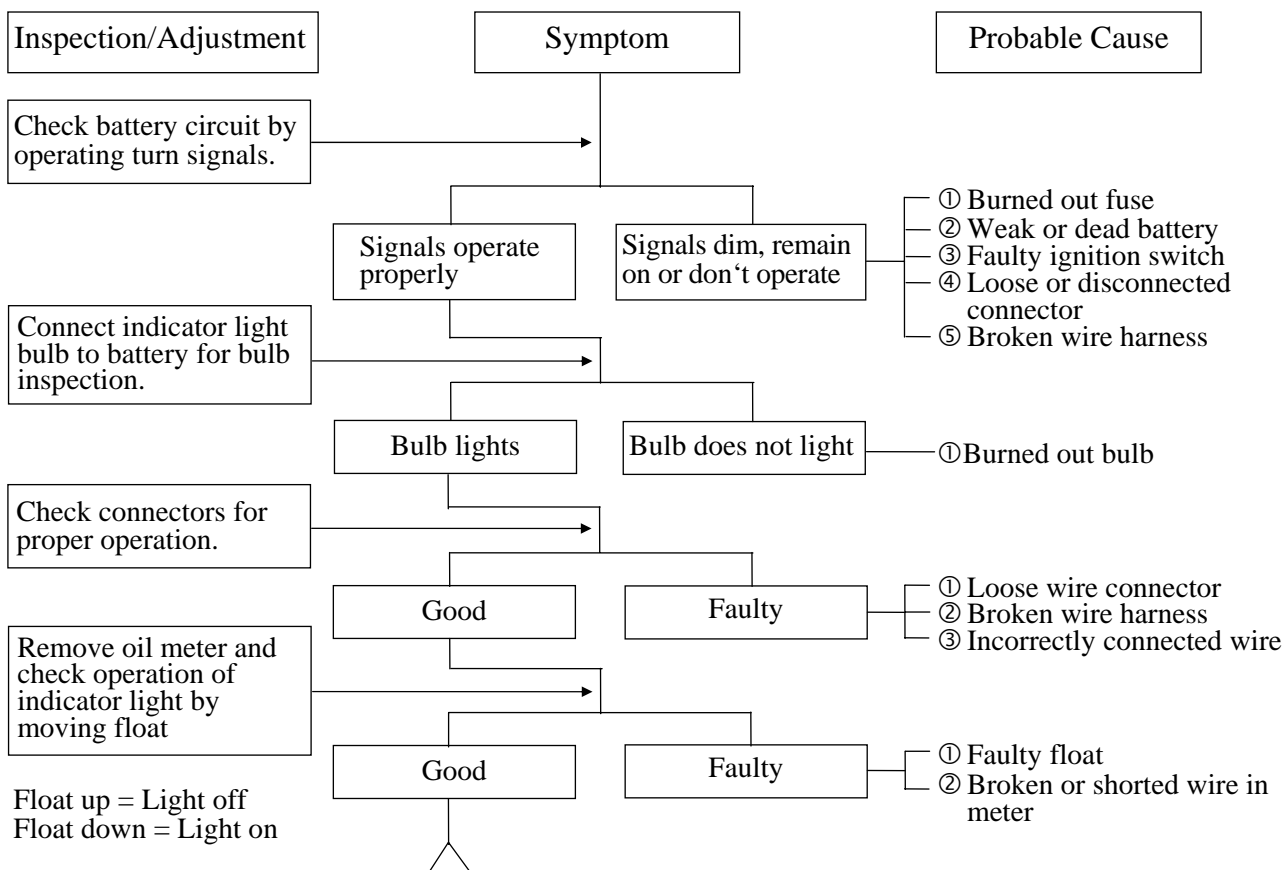 Inspection/Adjustment
Symptom
Probable Cause
Check battery circuit by
operating turn signals.
Signals operate
properly
Signals dim, remain
on or don‘t operate
① Burned out fuse
② Weak or dead battery
③ Faulty ignition switch
④ Loose or disconnected
connector
⑤ Broken wire harness
Connect indicator light
bulb to battery for bulb
inspection.
Bulb lights
Bulb does not light
①Burned out bulb
Check connectors for
proper operation.
Good
Faulty
① Loose wire connector
② Broken wire harness
③ Incorrectly connected wire
Remove oil meter and
check operation of
indicator light by
moving float
Good
Faulty
① Faulty float
② Broken or shorted wire in
meter
Float up = Light off
Float down = Light on